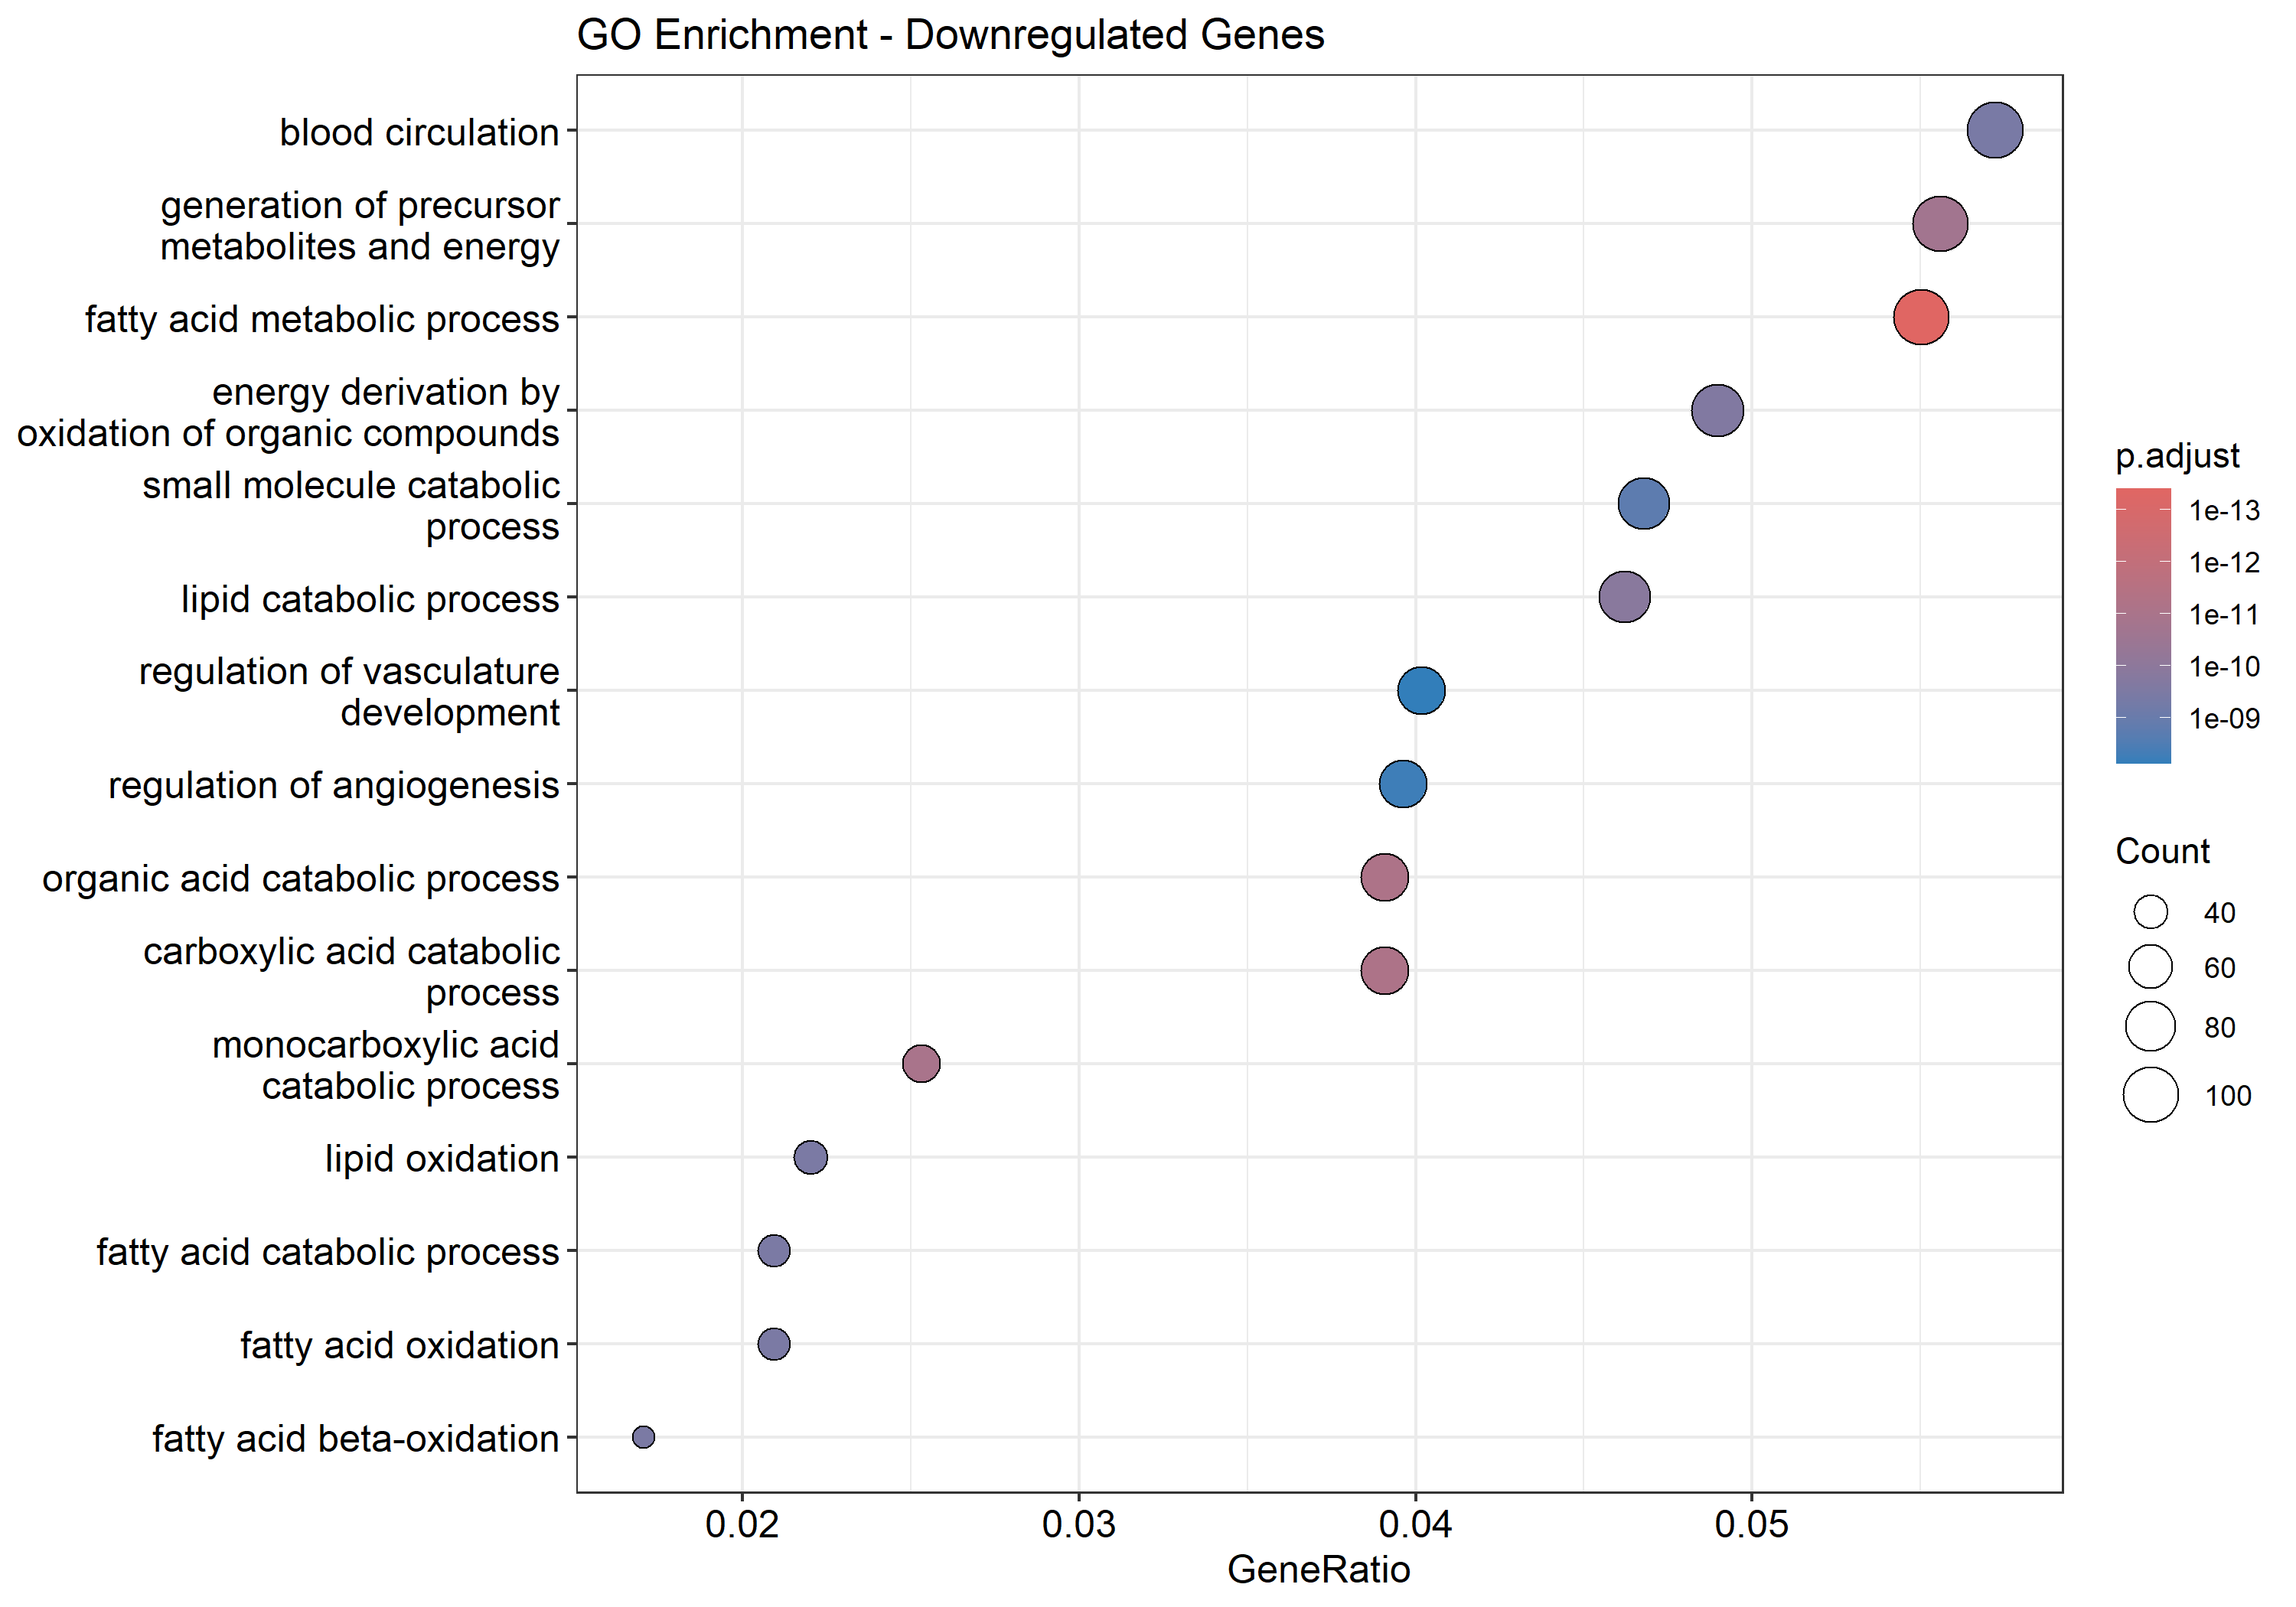 GO Enrichment - Downregulated Genes
blood circulation
generation of precursor
metabolites and energy
fatty acid metabolic process
energy derivation by
oxidation of organic compounds
small molecule catabolic
process
lipid catabolic process
regulation of vasculature
development
regulation of angiogenesis
organic acid catabolic process
carboxylic acid catabolic
process
monocarboxylic acid
catabolic process
lipid oxidation
fatty acid catabolic process
fatty acid oxidation
fatty acid beta-oxidation
0.02 0.03 0.04 0.05
GeneRatio
p.adjust
1e-13
1e-12
1e-11
1e-10
1e-09
Count
40
60
80
100